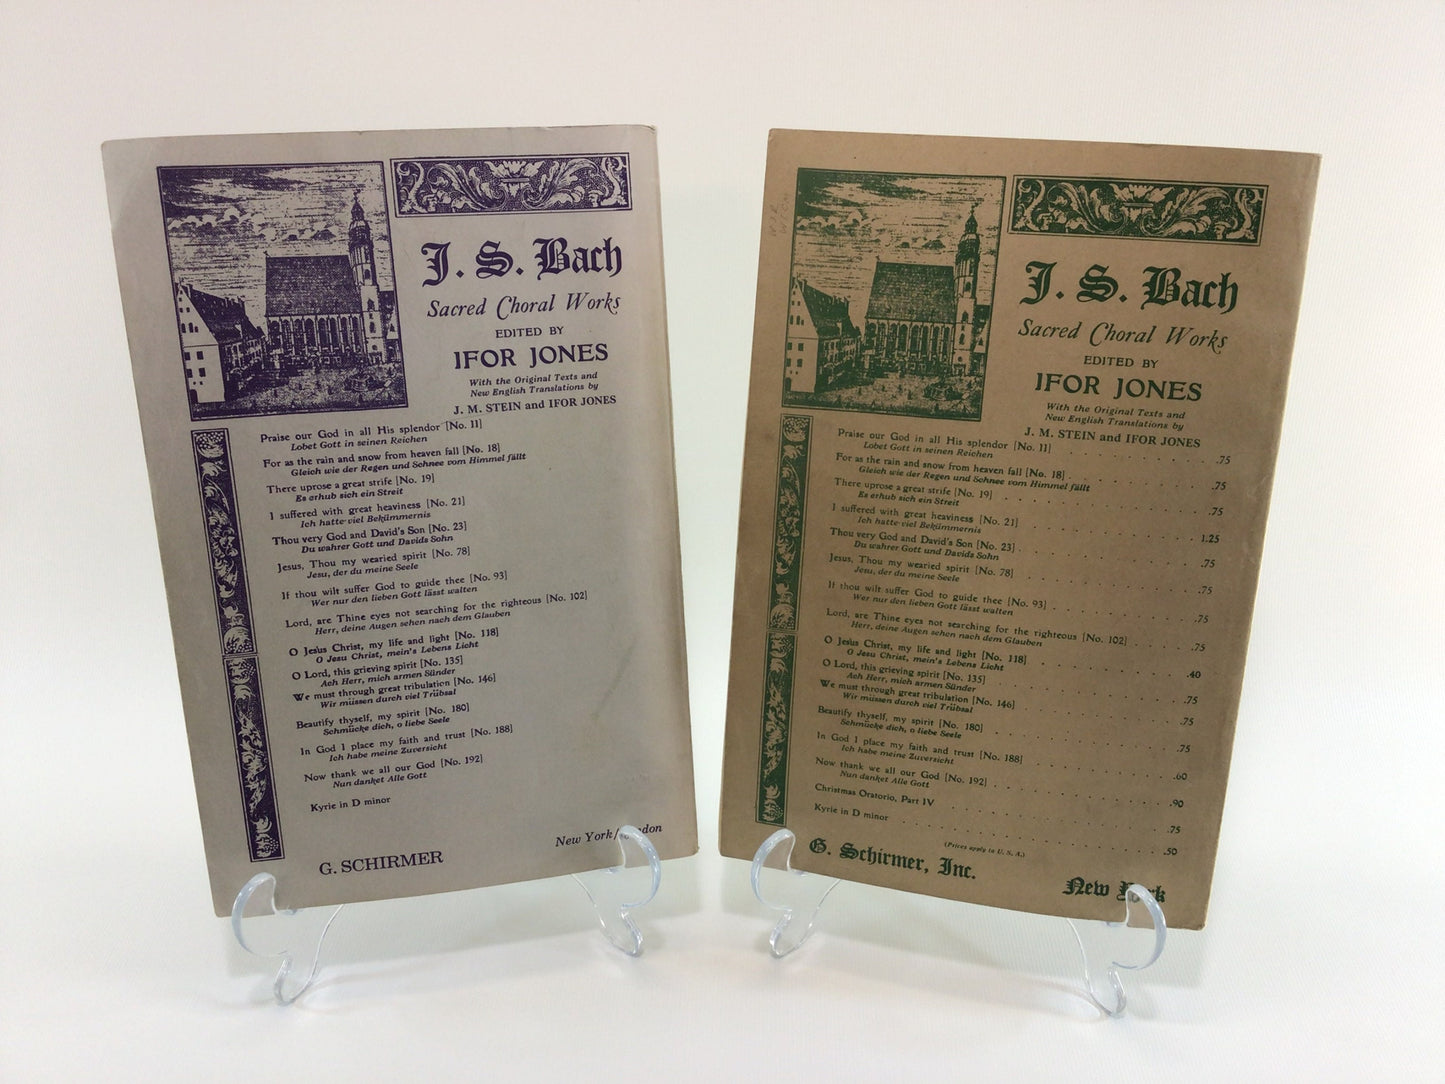 J. S. Bach
Sacred Choral Works
EDITED BY
IFOR JONES
With the Original Texts and
New English Translations by
J. M. STEIN and IFOR JONES
Praise our God in all His splendor [No. 11]
Lobet Gott in seinen Reichen
For as the rain and snow from heaven fall [No. 18]
Gleich wie der Regen und Schnee vom Himmel fällt
There uprose a great strife [No. 19]
Es erhub sich ein Streit
I suffered with great heaviness [No. 21]
Ich hatte viel Bekümmernis
Thou very God and David's Son [No. 23]
Du wahrer Gott und Davids Sohn
Jesus, Thou my wearied spirit [No. 78]
Jesu, der du meine Seele
If thou wilt suffer God to guide thee [No. 93]
Wer nur den lieben Gott lässt walten
Lord, are Thine eyes not searching for the righteous [No. 102]
Herr, deine Augen sehen nach dem Glauben
O Jesus Christ, my life and light [No. 118]
O Jesu Christ, mein's Lebens Licht
O Lord, this grieving spirit [No. 135]
Ach Herr, mich armen Sünder
We must through great tribulation [No. 146]
Wir müssen durch viel Trübsal
Beautify thyself, my spirit [No. 180]
Schmücke dich, o liebe Seele
In God I place my faith and trust [No. 188]
Ich habe meine Zuversicht
Now thank we all our God [No. 192]
Nun danket Alle Gott
Kyrie in D minor
G. SCHIRMER New York/London
J. S. Bach
Sacred Choral Works
EDITED BY
IFOR JONES
With the Original Texts and
New English Translations by
J. M. STEIN and IFOR JONES
Praise our God in all His splendor [No. 11] . . . . . . . . .75
Lobet Gott in seinen Reichen
For as the rain and snow from heaven fall [No. 18] . . . . . . . .75
Gleich wie der Regen und Schnee vom Himmel fällt
There uprose a great strife [No. 19] . . . . . . . . . . .75
Es erhub sich ein Streit
I suffered with great heaviness [No. 21] . . . . . . . . . 1.25
Ich hatte viel Bekümmernis
Thou very God and David's Son [No. 23] . . . . . . . . . .75
Du wahrer Gott und Davids Sohn
Jesus, Thou my wearied spirit [No. 78] . . . . . . . . . .75
Jesu, der du meine Seele
If thou wilt suffer God to guide thee [No. 93] . . . . . . . . .75
Wer nur den lieben Gott lässt walten
Lord, are Thine eyes not searching for the righteous [No. 102] . . . . .75
Herr, deine Augen sehen nach dem Glauben
O Jesus Christ, my life and light [No. 118] . . . . . . . . .40
O Jesu Christ, mein's Lebens Licht
O Lord, this grieving spirit [No. 135] . . . . . . . . . .75
Ach Herr, mich armen Sünder
We must through great tribulation [No. 146] . . . . . . . . .75
Wir müssen durch viel Trübsal
Beautify thyself, my spirit [No. 180] . . . . . . . . . .75
Schmücke dich, o liebe Seele
In God I place my faith and trust [No. 188] . . . . . . . . .60
Ich habe meine Zuversicht
Now thank we all our God [No. 192] . . . . . . . . . .90
Nun danket Alle Gott
Christmas Oratorio, Part IV . . . . . . . . . . . .75
Kyrie in D minor . . . . . . . . . . . . . .50
(Prices apply to U. S. A.)
G. Schirmer, Inc. New York